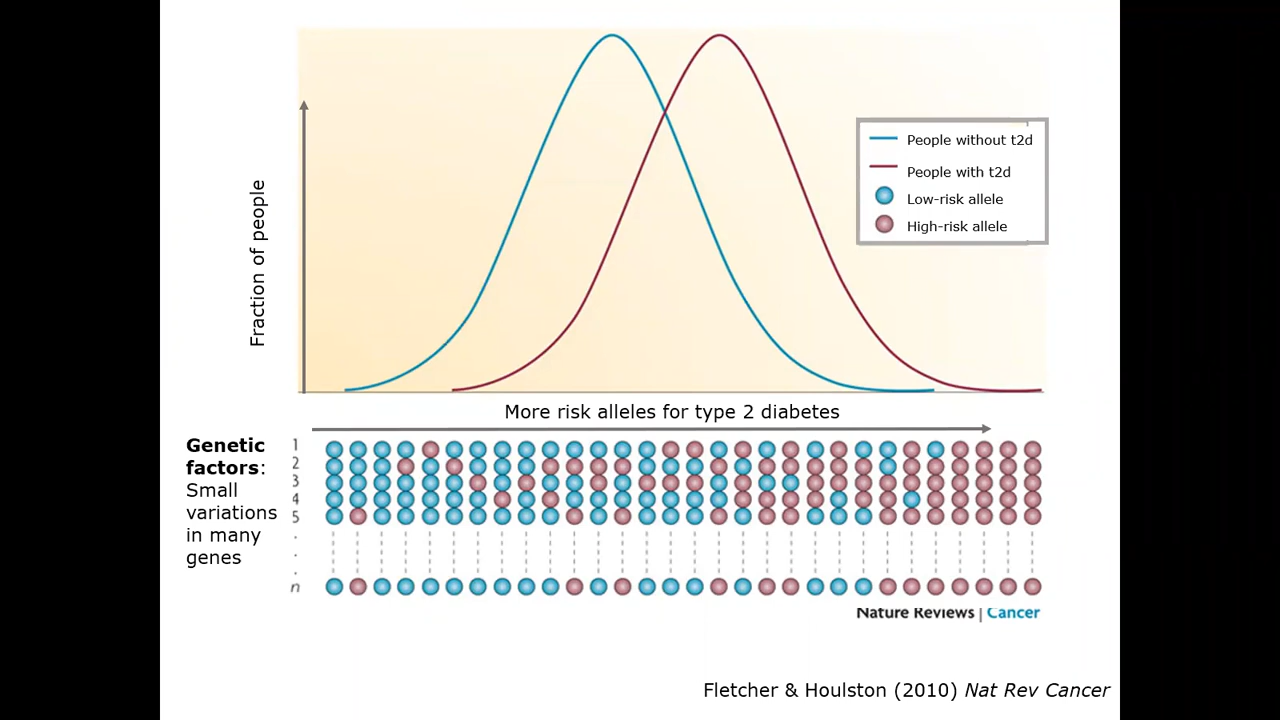 People without t2d
People with t2d
Low-risk allele
High-risk allele
Fraction of people
More risk alleles for type 2 diabetes
Genetic
factors:
Small
variations
in many
genes
1
2
3
4
5
.
.
.
n
Nature Reviews | Cancer
Fletcher & Houlston (2010) Nat Rev Cancer